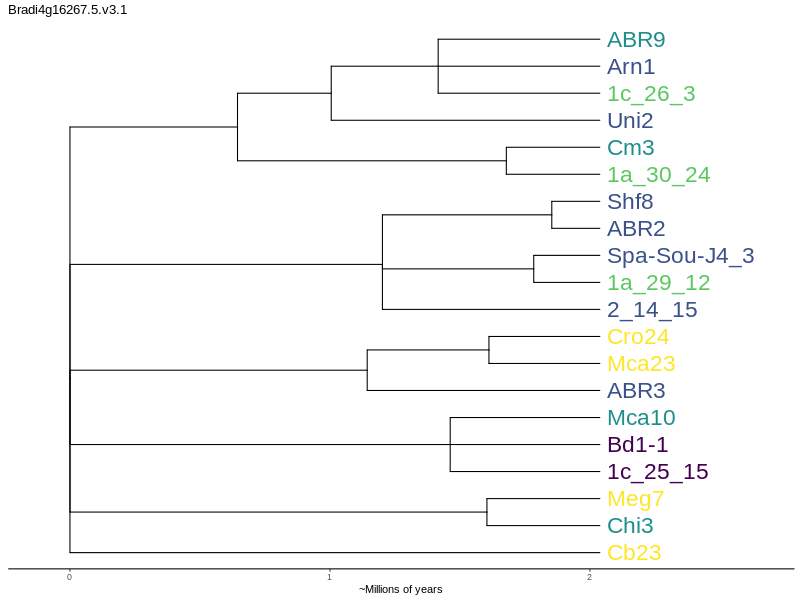 Bradi4g16267.5.v3.1
ABR9
Arn1
1c_26_3
Uni2
Cm3
1a_30_24
Shf8
ABR2
Spa-Sou-J4_3
1a_29_12
2_14_15
Cro24
Mca23
ABR3
Mca10
Bd1-1
1c_25_15
Meg7
Chi3
Cb23
0 1 2
~Millions of years